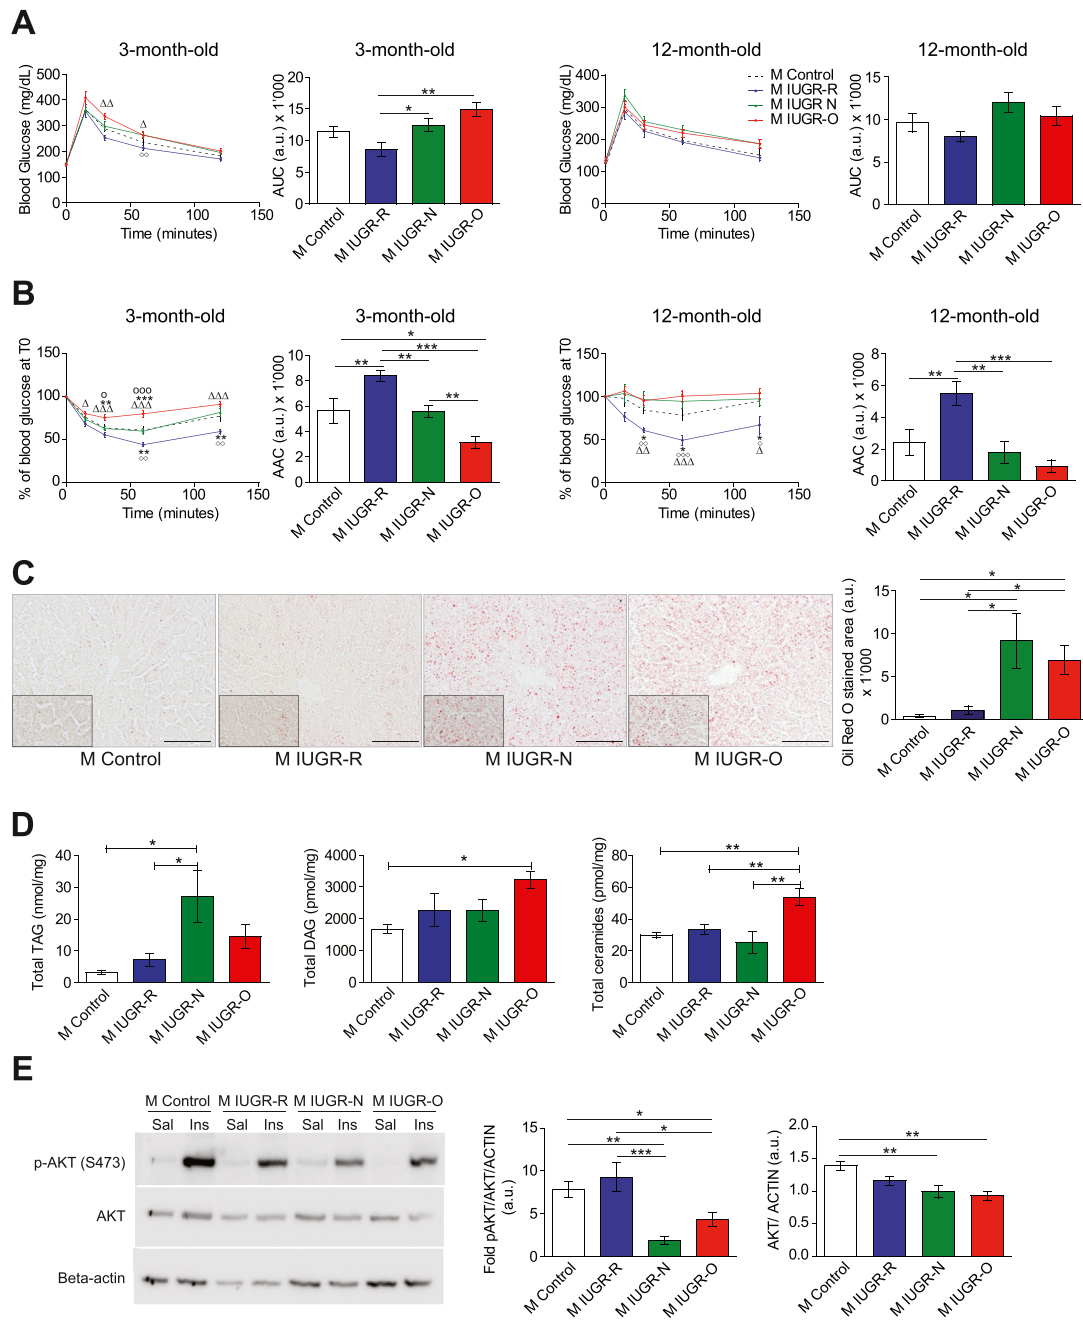 A
3-month-old
3-month-old
12-month-old
12-month-old
Blood Glucose (mg/dL)
500
400
300
200
100
0
ΔΔ
Δ
◇◇
0 50 100 150
Time (minutes)
AUC (a.u.) x 1'000
20
15
10
5
0
**
*
M Control
M IUGR-R
M IUGR-N
M IUGR-O
Blood Glucose (mg/dL)
400
300
200
100
0
M Control
M IUGR-R
M IUGR N
M IUGR-O
0 50 100 150
Time (minutes)
AUC (a.u.) x 1'000
15
10
5
0
M Control
M IUGR-R
M IUGR-N
M IUGR-O
B
3-month-old
3-month-old
12-month-old
12-month-old
% of blood glucose at T0
150
100
50
0
Δ
o
**
ΔΔΔ
ooo
***
ΔΔΔ
ΔΔΔ
**
◇◇
**
◇◇
0 50 100 150
Time (minutes)
AAC (a.u.) x 1'000
10
8
6
4
2
0
*
***
** **
**
M Control
M IUGR-R
M IUGR-N
M IUGR-O
% of blood glucose at T0
150
100
50
0
*
◇◇
ΔΔ
*
◇◇◇
ΔΔΔ
*
◇
Δ
0 50 100 150
Time (minutes)
AAC (a.u.) x 1'000
8
6
4
2
0
***
** **
M Control
M IUGR-R
M IUGR-N
M IUGR-O
C
M Control
M IUGR-R
M IUGR-N
M IUGR-O
Oil Red O stained area (a.u.)
x 1'000
15
10
5
0
*
*
*
*
M Control
M IUGR-R
M IUGR-N
M IUGR-O
D
Total TAG (nmol/mg)
40
30
20
10
0
*
*
M Control
M IUGR-R
M IUGR-N
M IUGR-O
Total DAG (pmol/mg)
4000
3000
2000
1000
0
*
M Control
M IUGR-R
M IUGR-N
M IUGR-O
Total ceramides (pmol/mg)
80
60
40
20
0
**
**
**
M Control
M IUGR-R
M IUGR-N
M IUGR-O
E
M Control M IUGR-R M IUGR-N M IUGR-O
Sal Ins Sal Ins Sal Ins Sal Ins
p-AKT (S473)
AKT
Beta-actin
Fold pAKT/AKT/ACTIN
(a.u.)
15
10
5
0
*
*
**
***
M Control
M IUGR-R
M IUGR-N
M IUGR-O
AKT/ ACTIN (a.u.)
2.0
1.5
1.0
0.5
0.0
**
**
M Control
M IUGR-R
M IUGR-N
M IUGR-O